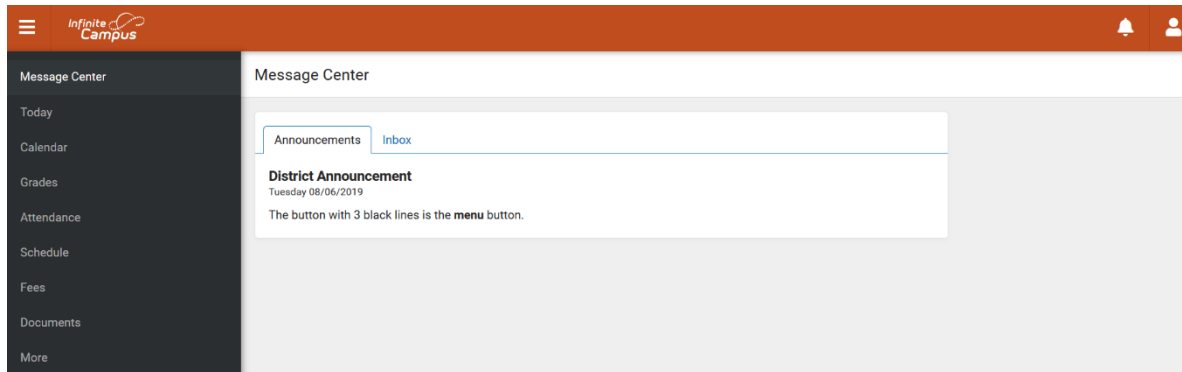 Infinite
Campus
Message Center
Today
Calendar
Grades
Attendance
Schedule
Fees
Documents
More
Message Center
Announcements Inbox
District Announcement
Tuesday 08/06/2019
The button with 3 black lines is the menu button.